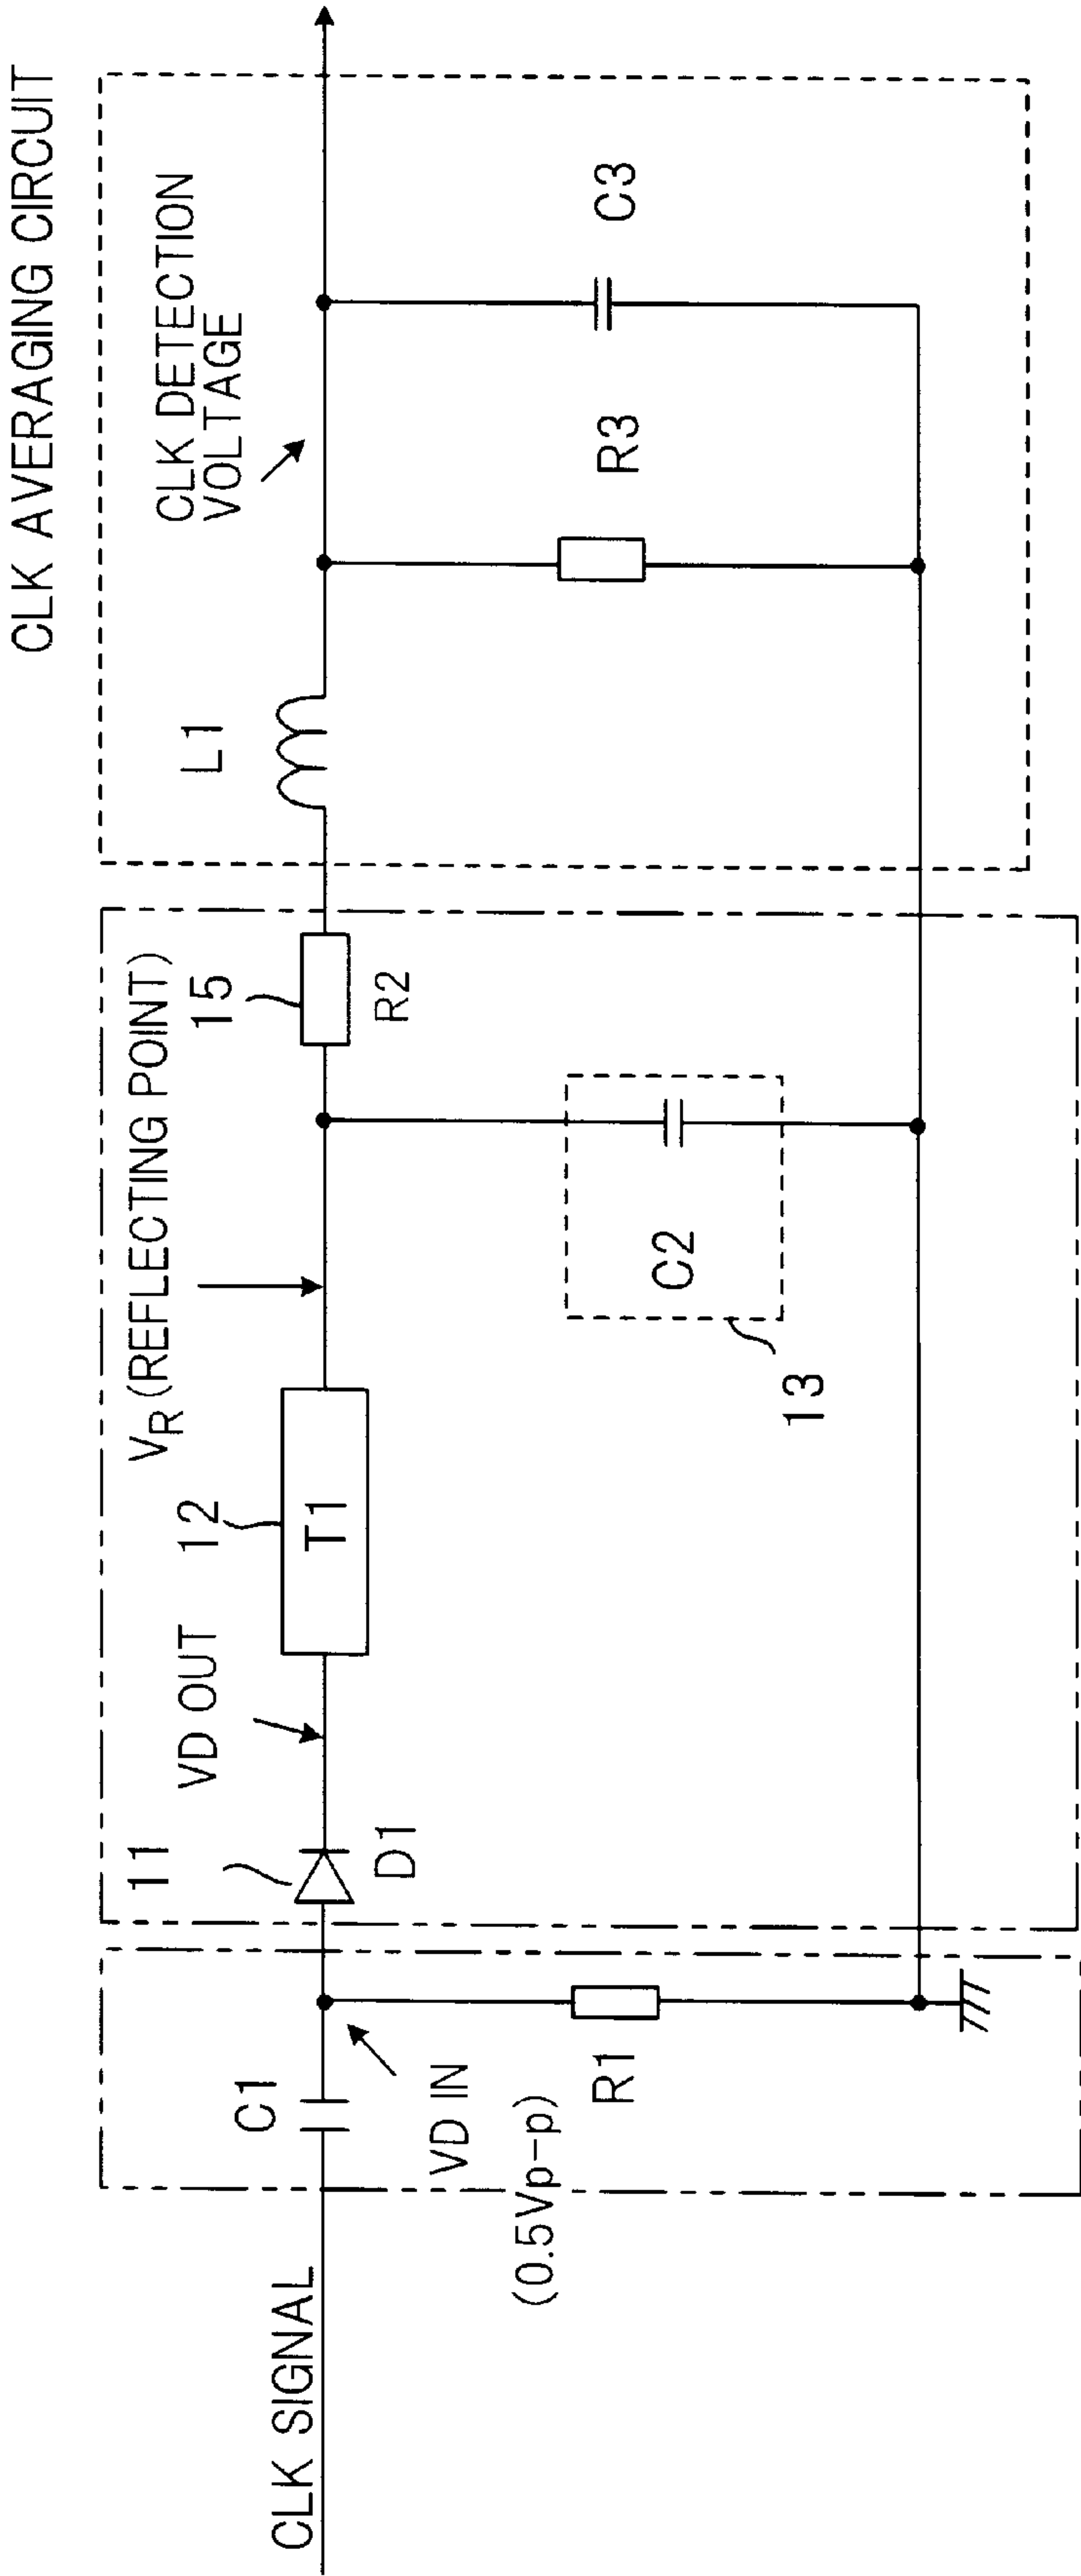 CLK AVERAGING CIRCUIT
CLK SIGNAL
C1
VD IN
(0.5Vp-p)
R1
11
D1
VD OUT
12
T1
VR (REFLECTING POINT)
C2
13
15
R2
L1
CLK DETECTION
VOLTAGE
R3
C3